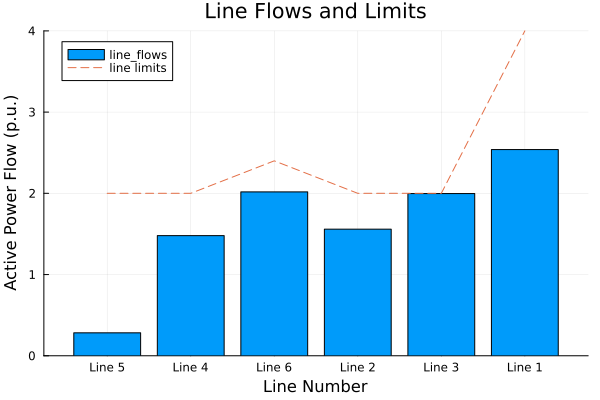 Line Flows and Limits
line_flows
line limits
Active Power Flow (p.u.)
4
3
2
1
0
Line 5
Line 4
Line 6
Line 2
Line 3
Line 1
Line Number